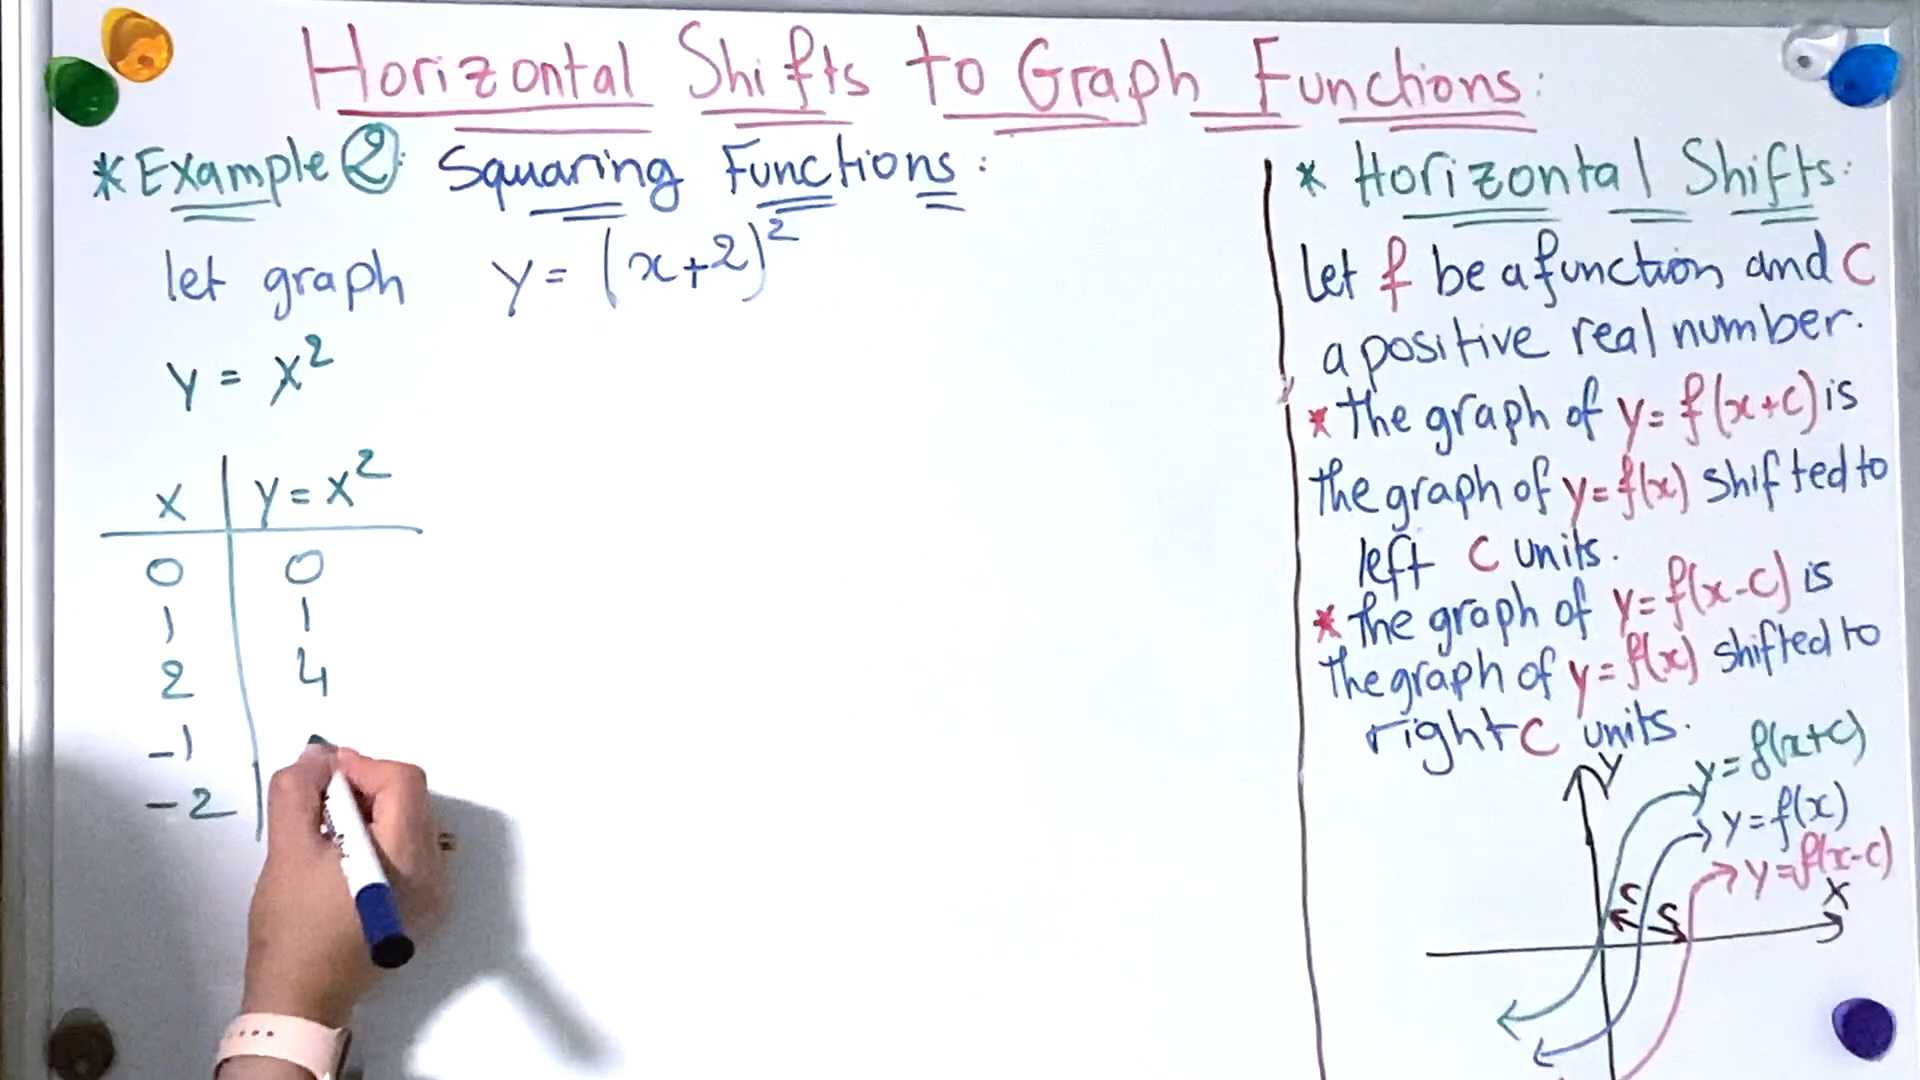 Horizontal Shifts to Graph Functions:
* Example ② : Squaring Functions :
let graph y = (x+2)²
y = x²
x | y = x²
0 | 0
1 | 1
2 | 4
-1
-2
* Horizontal Shifts:
let f be a function and C
a positive real number.
* the graph of y = f(x+c) is
the graph of y = f(x) shifted to
left C units.
* the graph of y = f(x-c) is
the graph of y = f(x) shifted to
right C units.
y = f(x+c)
y
y = f(x)
y = f(x-c)
x
c c